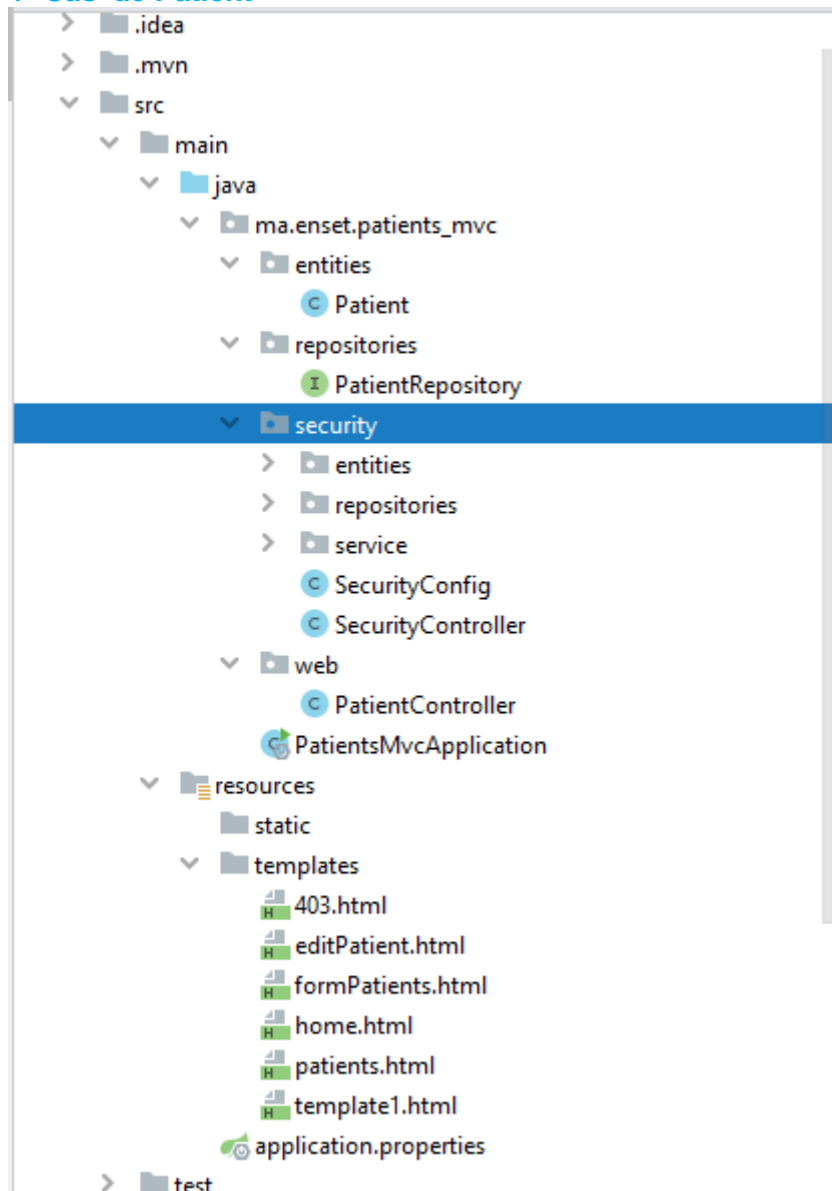 .idea
.mvn
src
main
java
ma.enset.patients_mvc
entities
C Patient
repositories
I PatientRepository
security
entities
repositories
service
C SecurityConfig
C SecurityController
web
C PatientController
PatientsMvcApplication
resources
static
templates
H 403.html
H editPatient.html
H formPatients.html
H home.html
H patients.html
H template1.html
application.properties
test